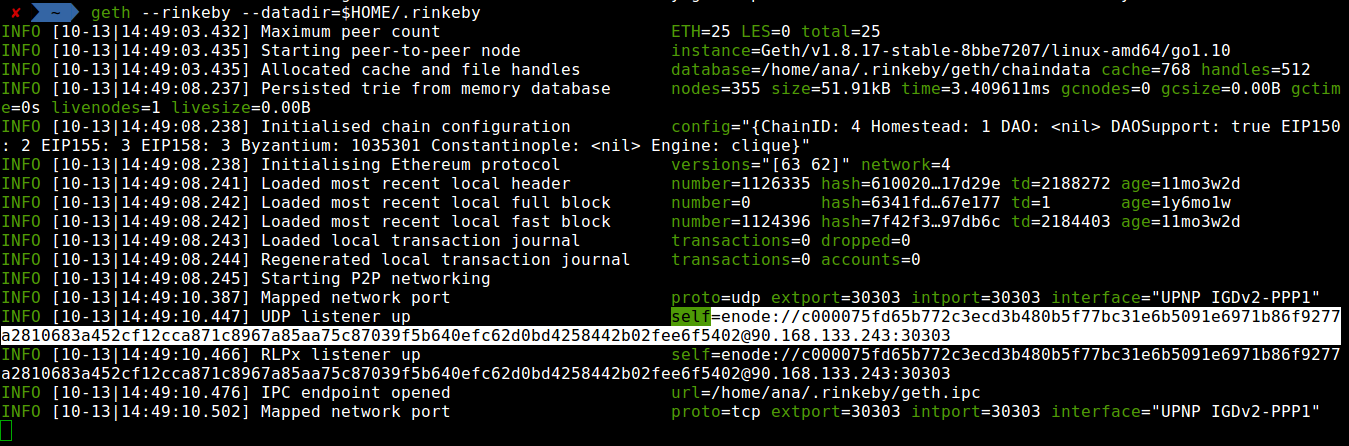 ✘ ~ geth --rinkeby --datadir=$HOME/.rinkeby
INFO [10-13|14:49:03.432] Maximum peer count ETH=25 LES=0 total=25
INFO [10-13|14:49:03.435] Starting peer-to-peer node instance=Geth/v1.8.17-stable-8bbe7207/linux-amd64/go1.10
INFO [10-13|14:49:03.435] Allocated cache and file handles database=/home/ana/.rinkeby/geth/chaindata cache=768 handles=512
INFO [10-13|14:49:08.237] Persisted trie from memory database nodes=355 size=51.91kB time=3.409611ms gcnodes=0 gcsize=0.00B gctim
e=0s livenodes=1 livesize=0.00B
INFO [10-13|14:49:08.238] Initialised chain configuration config="{ChainID: 4 Homestead: 1 DAO: <nil> DAOSupport: true EIP150
: 2 EIP155: 3 EIP158: 3 Byzantium: 1035301 Constantinople: <nil> Engine: clique}"
INFO [10-13|14:49:08.238] Initialising Ethereum protocol versions="[63 62]" network=4
INFO [10-13|14:49:08.241] Loaded most recent local header number=1126335 hash=610020…17d29e td=2188272 age=11mo3w2d
INFO [10-13|14:49:08.242] Loaded most recent local full block number=0 hash=6341fd…67e177 td=1 age=1y6mo1w
INFO [10-13|14:49:08.242] Loaded most recent local fast block number=1124396 hash=7f42f3…97db6c td=2184403 age=11mo3w2d
INFO [10-13|14:49:08.243] Loaded local transaction journal transactions=0 dropped=0
INFO [10-13|14:49:08.244] Regenerated local transaction journal transactions=0 accounts=0
INFO [10-13|14:49:08.245] Starting P2P networking
INFO [10-13|14:49:10.387] Mapped network port proto=udp extport=30303 intport=30303 interface="UPNP IGDv2-PPP1"
INFO [10-13|14:49:10.447] UDP listener up self=enode://c000075fd65b772c3ecd3b480b5f77bc31e6b5091e6971b86f9277
a2810683a452cf12cca871c8967a85aa75c87039f5b640efc62d0bd4258442b02fee6f5402@90.168.133.243:30303
INFO [10-13|14:49:10.466] RLPx listener up self=enode://c000075fd65b772c3ecd3b480b5f77bc31e6b5091e6971b86f9277
a2810683a452cf12cca871c8967a85aa75c87039f5b640efc62d0bd4258442b02fee6f5402@90.168.133.243:30303
INFO [10-13|14:49:10.476] IPC endpoint opened url=/home/ana/.rinkeby/geth.ipc
INFO [10-13|14:49:10.502] Mapped network port proto=tcp extport=30303 intport=30303 interface="UPNP IGDv2-PPP1"